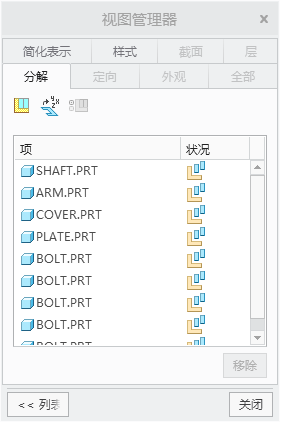 视图管理器
简化表示 样式 截面 层
分解 定向 外观 全部
项 状况
SHAFT.PRT
ARM.PRT
COVER.PRT
PLATE.PRT
BOLT.PRT
BOLT.PRT
BOLT.PRT
BOLT.PRT
BOLT.PRT
移除
<< 列表 关闭